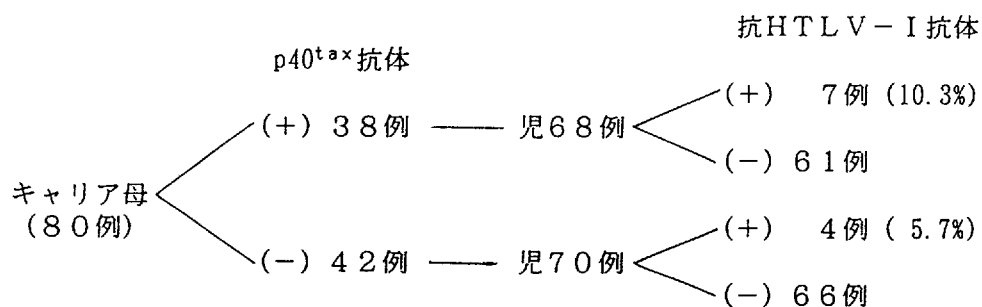 抗HTLV-I抗体
p40tax抗体
(+) 7例 (10.3%)
(+) 38例 児68例
(-) 61例
キャリア母
(80例)
(+) 4例 ( 5.7%)
(-) 42例 児70例
(-) 66例